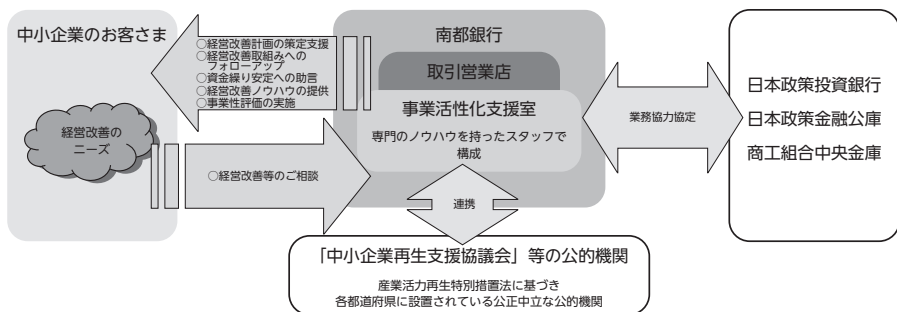 中小企業のお客さま
経営改善の
ニーズ
○経営改善計画の策定支援
○経営改善取組みへの
フォローアップ
○資金繰り安定への助言
○経営改善ノウハウの提供
○事業性評価の実施
○経営改善等のご相談
南都銀行
取引営業店
事業活性化支援室
専門のノウハウを持ったスタッフで
構成
連携
業務協力協定
日本政策投資銀行
日本政策金融公庫
商工組合中央金庫
「中小企業再生支援協議会」等の公的機関
産業活力再生特別措置法に基づき
各都道府県に設置されている公正中立な公的機関